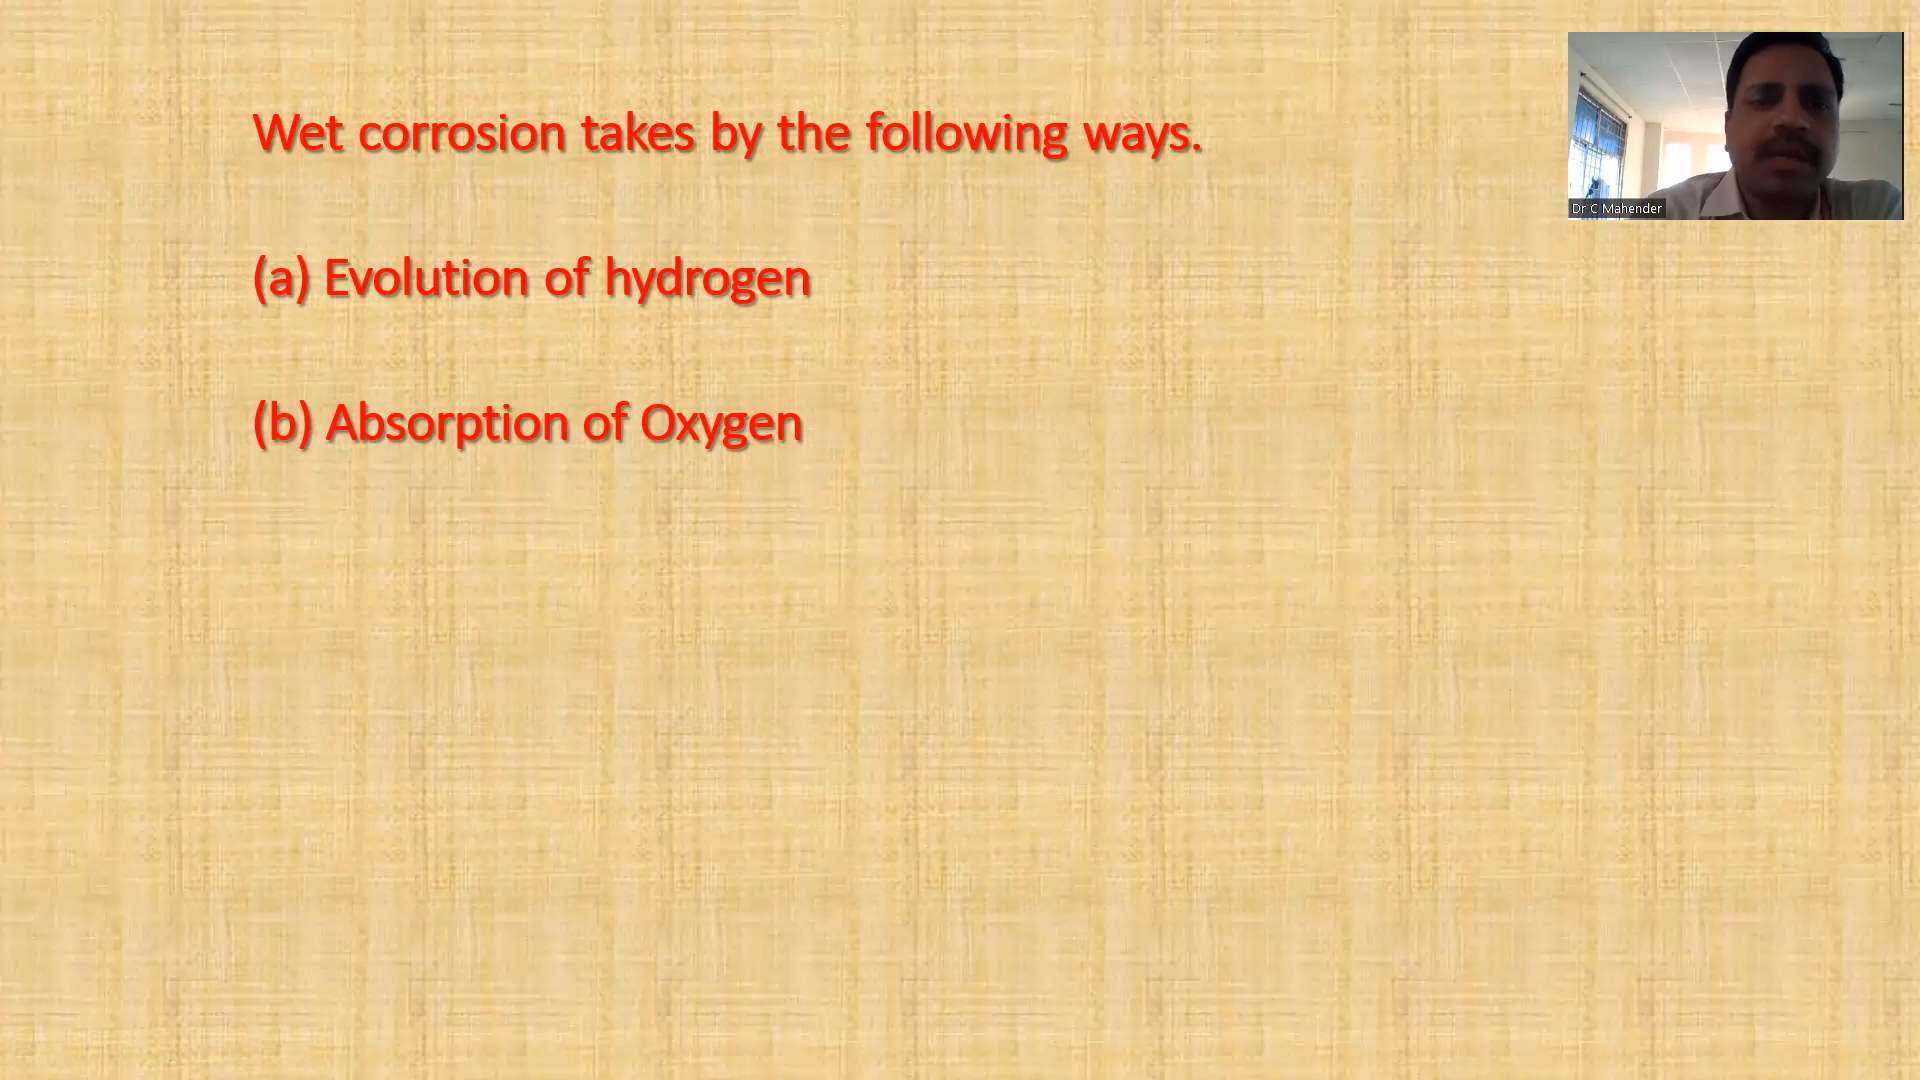 Wet corrosion takes by the following ways.
(a) Evolution of hydrogen
(b) Absorption of Oxygen
Dr C Mahender